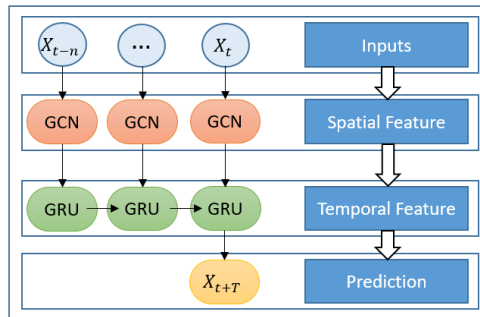 X_{t-n} ... X_t Inputs
GCN GCN GCN Spatial Feature
GRU GRU GRU Temporal Feature
X_{t+T} Prediction